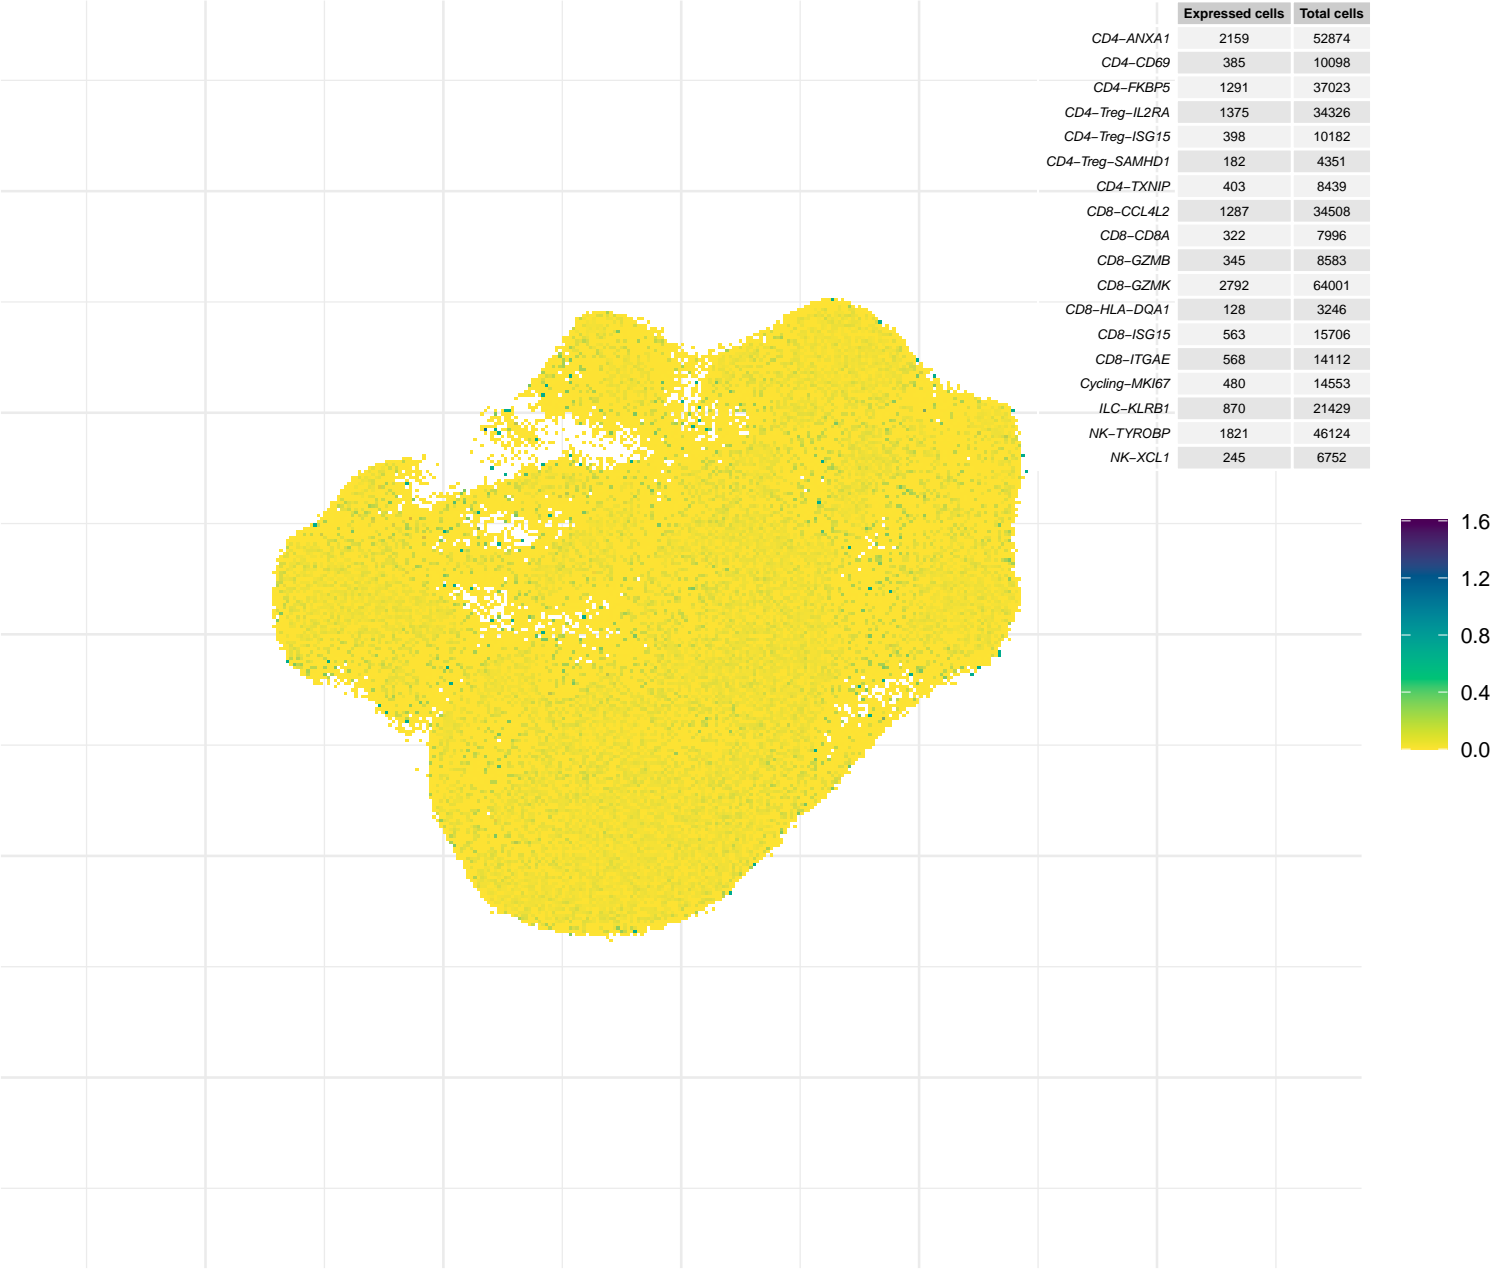 Expressed cells Total cells
CD4−ANXA1 2159 52874
CD4−CD69 385 10098
CD4−FKBP5 1291 37023
CD4−Treg−IL2RA 1375 34326
CD4−Treg−ISG15 398 10182
CD4−Treg−SAMHD1 182 4351
CD4−TXNIP 403 8439
CD8−CCL4L2 1287 34508
CD8−CD8A 322 7996
CD8−GZMB 345 8583
CD8−GZMK 2792 64001
CD8−HLA−DQA1 128 3246
CD8−ISG15 563 15706
CD8−ITGAE 568 14112
Cycling−MKI67 480 14553
ILC−KLRB1 870 21429
NK−TYROBP 1821 46124
NK−XCL1 245 6752
1.6
1.2
0.8
0.4
0.0